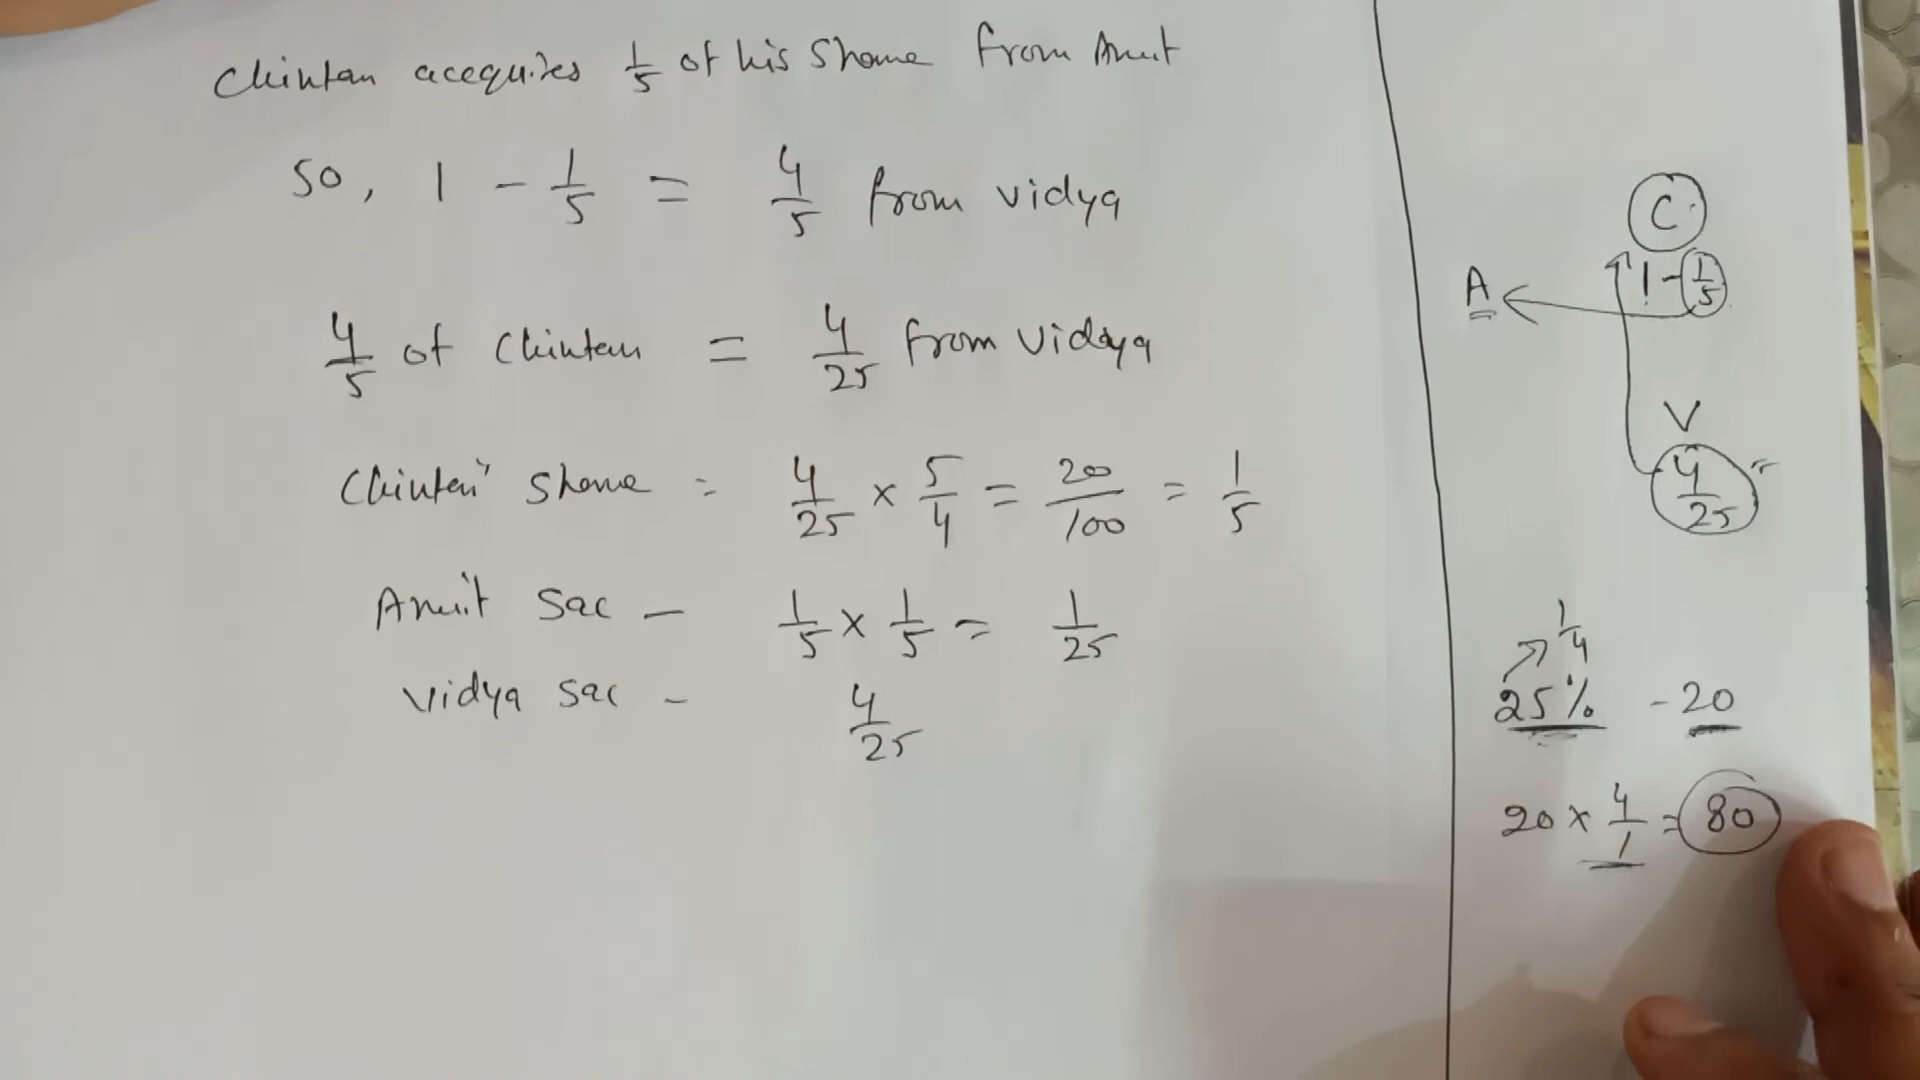 Chintan acequires 1/5 of his Share from Amit
So, 1 - 1/5 = 4/5 from vidya
4/5 of Chintan = 4/25 from Vidya
Chintan' Share = 4/25 × 5/4 = 20/100 = 1/5
Amit Sac - 1/5 × 1/5 = 1/25
Vidya Sac - 4/25
C
1 - 1/5
A
V
4/25
1/4
25% - 20
20 × 4/1 = 80